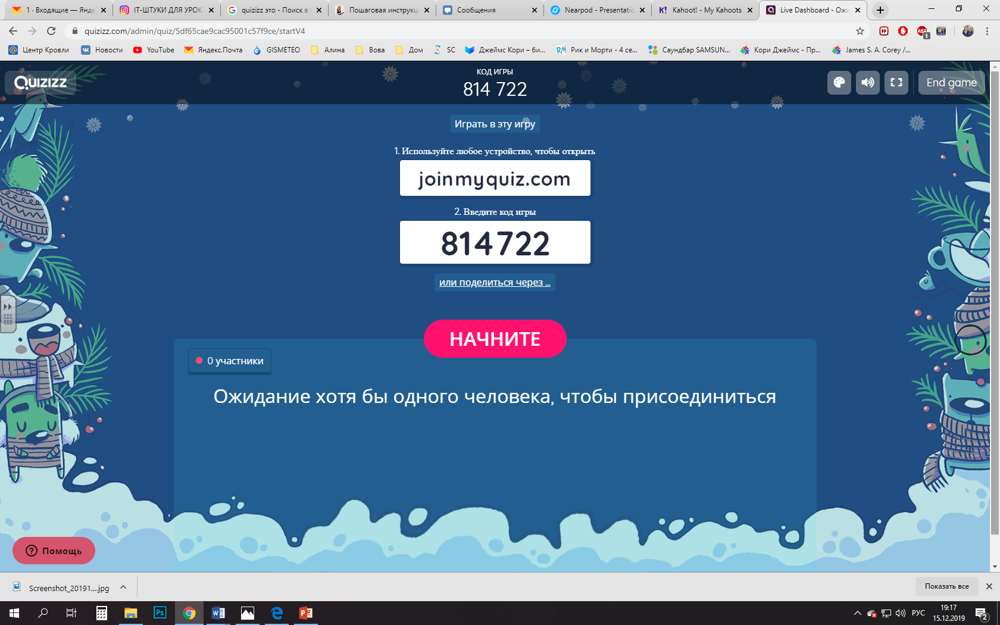 1 · Входящие — Янде
IT-ШТУКИ ДЛЯ УРОК
quizizz это - Поиск в
Пошаговая инструкц
Сообщения
Nearpod - Presentatio
Kahoot! - My Kahoots
Live Dashboard - Ожи
quizizz.com/admin/quiz/5df65cae9cac95001c57f9ce/startV4
ABP 1
Центр Кровли
Новости
YouTube
Яндекс.Почта
GISMETEO
Алина
Вова
Дом
SC
Джеймс Кори – би...
Рик и Морти - 4 се...
Саундбар SAMSUN...
Кори Джеймс - Пр...
James S. A. Corey /...
Quizizz
КОД ИГРЫ
814 722
End game
Играть в эту игру
1. Используйте любое устройство, чтобы открыть
joinmyquiz.com
2. Введите код игры
814722
или поделиться через ...
НАЧНИТЕ
0 участники
Ожидание хотя бы одного человека, чтобы присоединиться
Помощь
Screenshot_20191....jpg
Показать все
РУС
19:17
15.12.2019
2